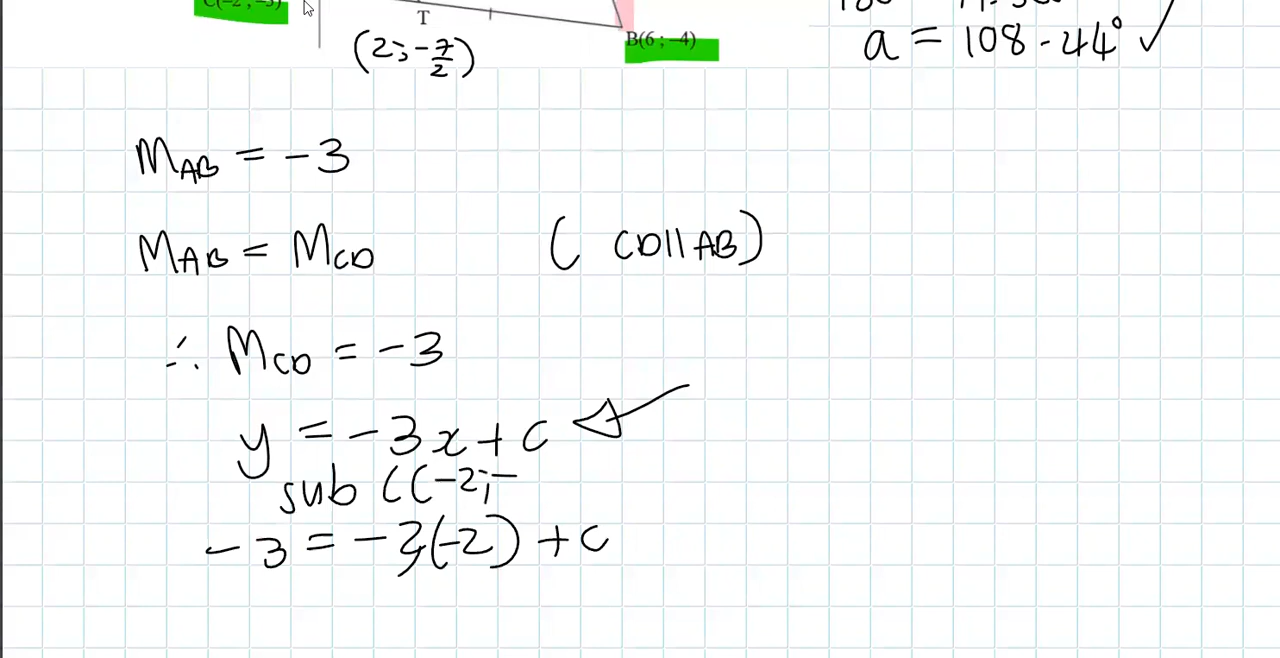 T
(2;-7/2)
B(6 ; –4)
a = 108.44° ✓
M_AB = -3
M_AB = M_CD ( CD||AB)
∴ M_CD = -3
y = -3x + c
sub C(-2;-
-3 = -3(-2) + c